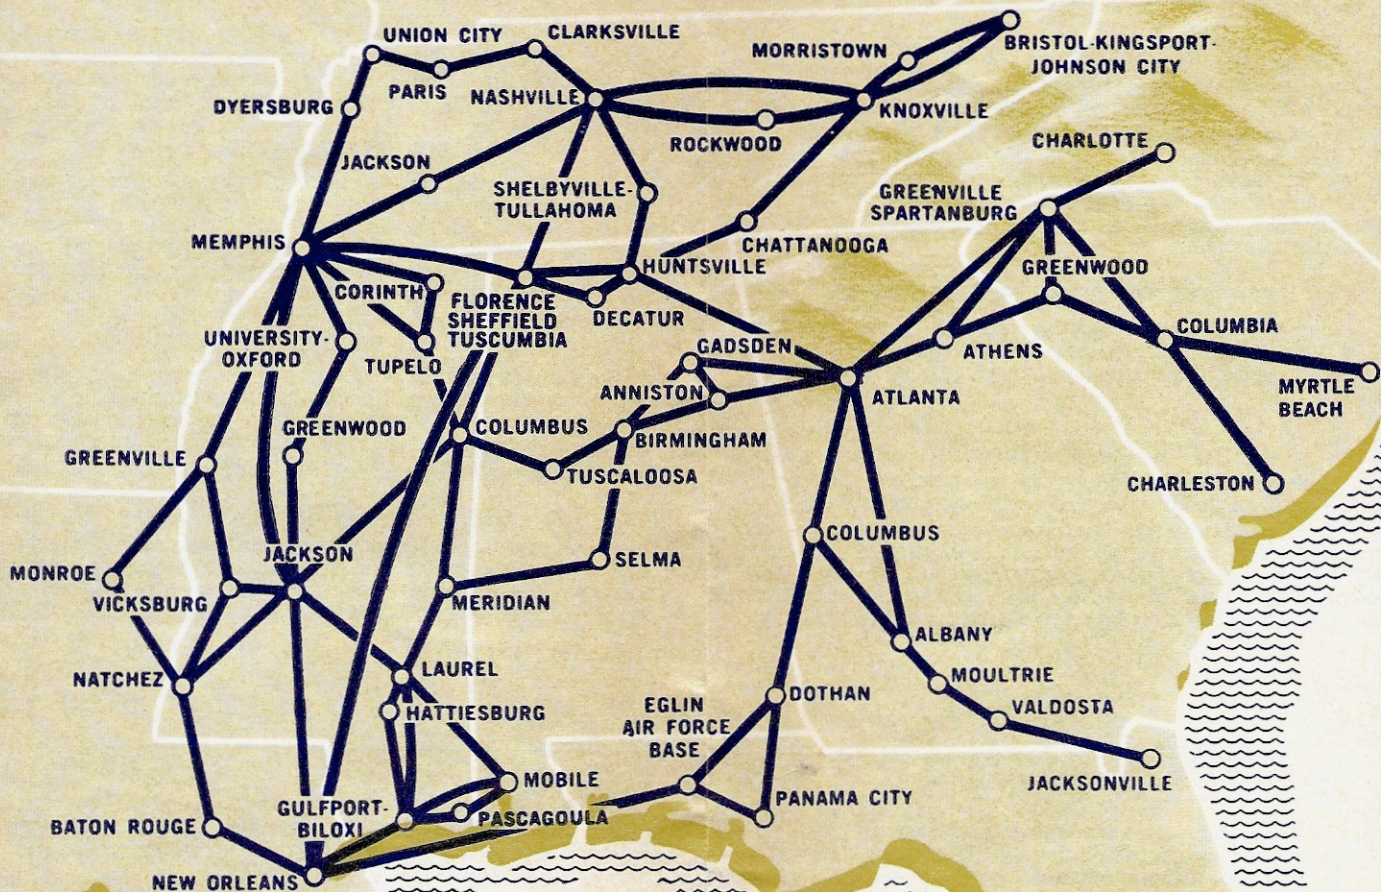 UNION CITY
CLARKSVILLE
MORRISTOWN
BRISTOL-KINGSPORT-
JOHNSON CITY
DYERSBURG
PARIS
NASHVILLE
KNOXVILLE
ROCKWOOD
CHARLOTTE
JACKSON
SHELBYVILLE-
TULLAHOMA
GREENVILLE
SPARTANBURG
MEMPHIS
CHATTANOOGA
HUNTSVILLE
GREENWOOD
CORINTH
FLORENCE
SHEFFIELD
TUSCUMBIA
DECATUR
UNIVERSITY-
OXFORD
TUPELO
GADSDEN
ATHENS
COLUMBIA
ANNISTON
ATLANTA
MYRTLE
BEACH
GREENWOOD
COLUMBUS
BIRMINGHAM
GREENVILLE
TUSCALOOSA
CHARLESTON
COLUMBUS
JACKSON
SELMA
MONROE
VICKSBURG
MERIDIAN
ALBANY
NATCHEZ
LAUREL
MOULTRIE
DOTHAN
HATTIESBURG
EGLIN
AIR FORCE
BASE
VALDOSTA
MOBILE
JACKSONVILLE
GULFPORT-
BILOXI
PASCAGOULA
PANAMA CITY
BATON ROUGE
NEW ORLEANS